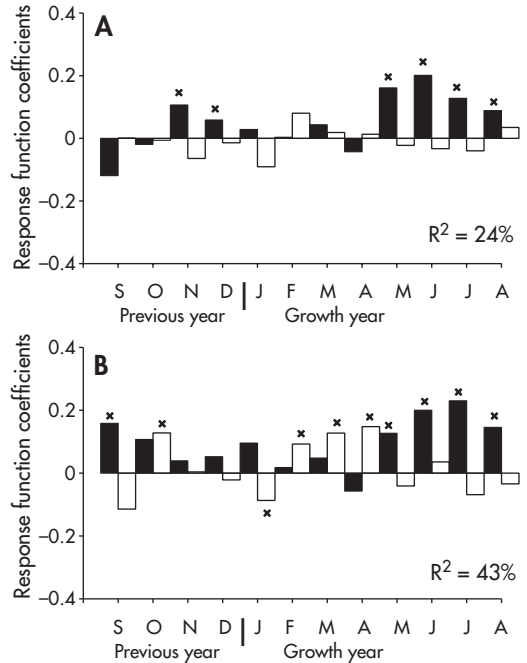 A
Response function coefficients
0.4
0.2
0
−0.2
−0.4
R² = 24%
S O N D J F M A M J J A
Previous year | Growth year
B
Response function coefficients
0.4
0.2
0
−0.2
−0.4
R² = 43%
S O N D J F M A M J J A
Previous year | Growth year